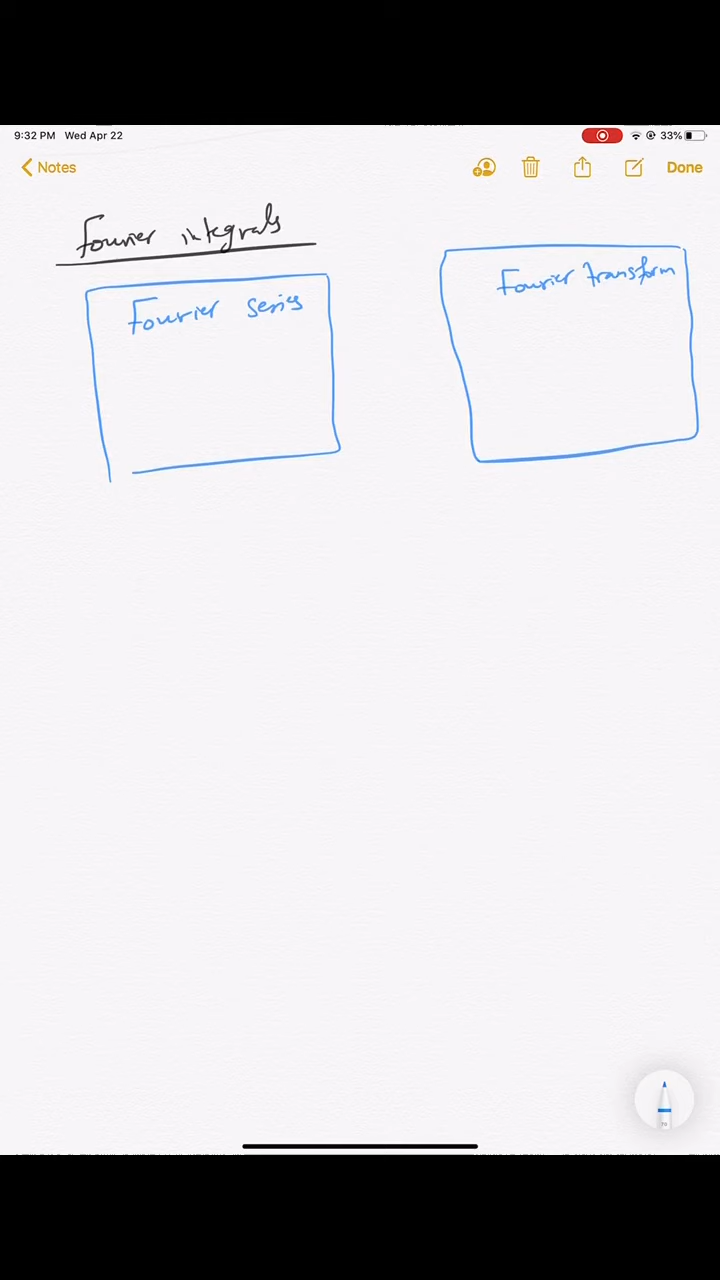 9:32 PM Wed Apr 22 33%
Notes Done
Fourier integrals
Fourier series
Fourier transform